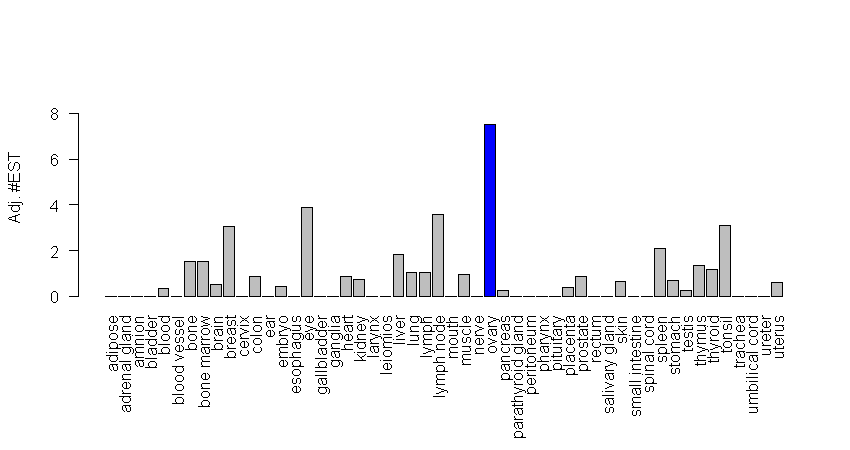 Adj. #EST
8
6
4
2
0
adipose
adrenal gland
amnion
bladder
blood
blood vessel
bone
bone marrow
brain
breast
cervix
colon
ear
embryo
esophagus
eye
gallbladder
ganglia
heart
kidney
larynx
leiomios
liver
lung
lymph
lymph node
mouth
muscle
nerve
ovary
pancreas
parathyroid gland
peritoneum
pharynx
pituitary
placenta
prostate
rectum
salivary gland
skin
small intestine
spinal cord
spleen
stomach
testis
thymus
thyroid
tonsil
trachea
umbilical cord
ureter
uterus